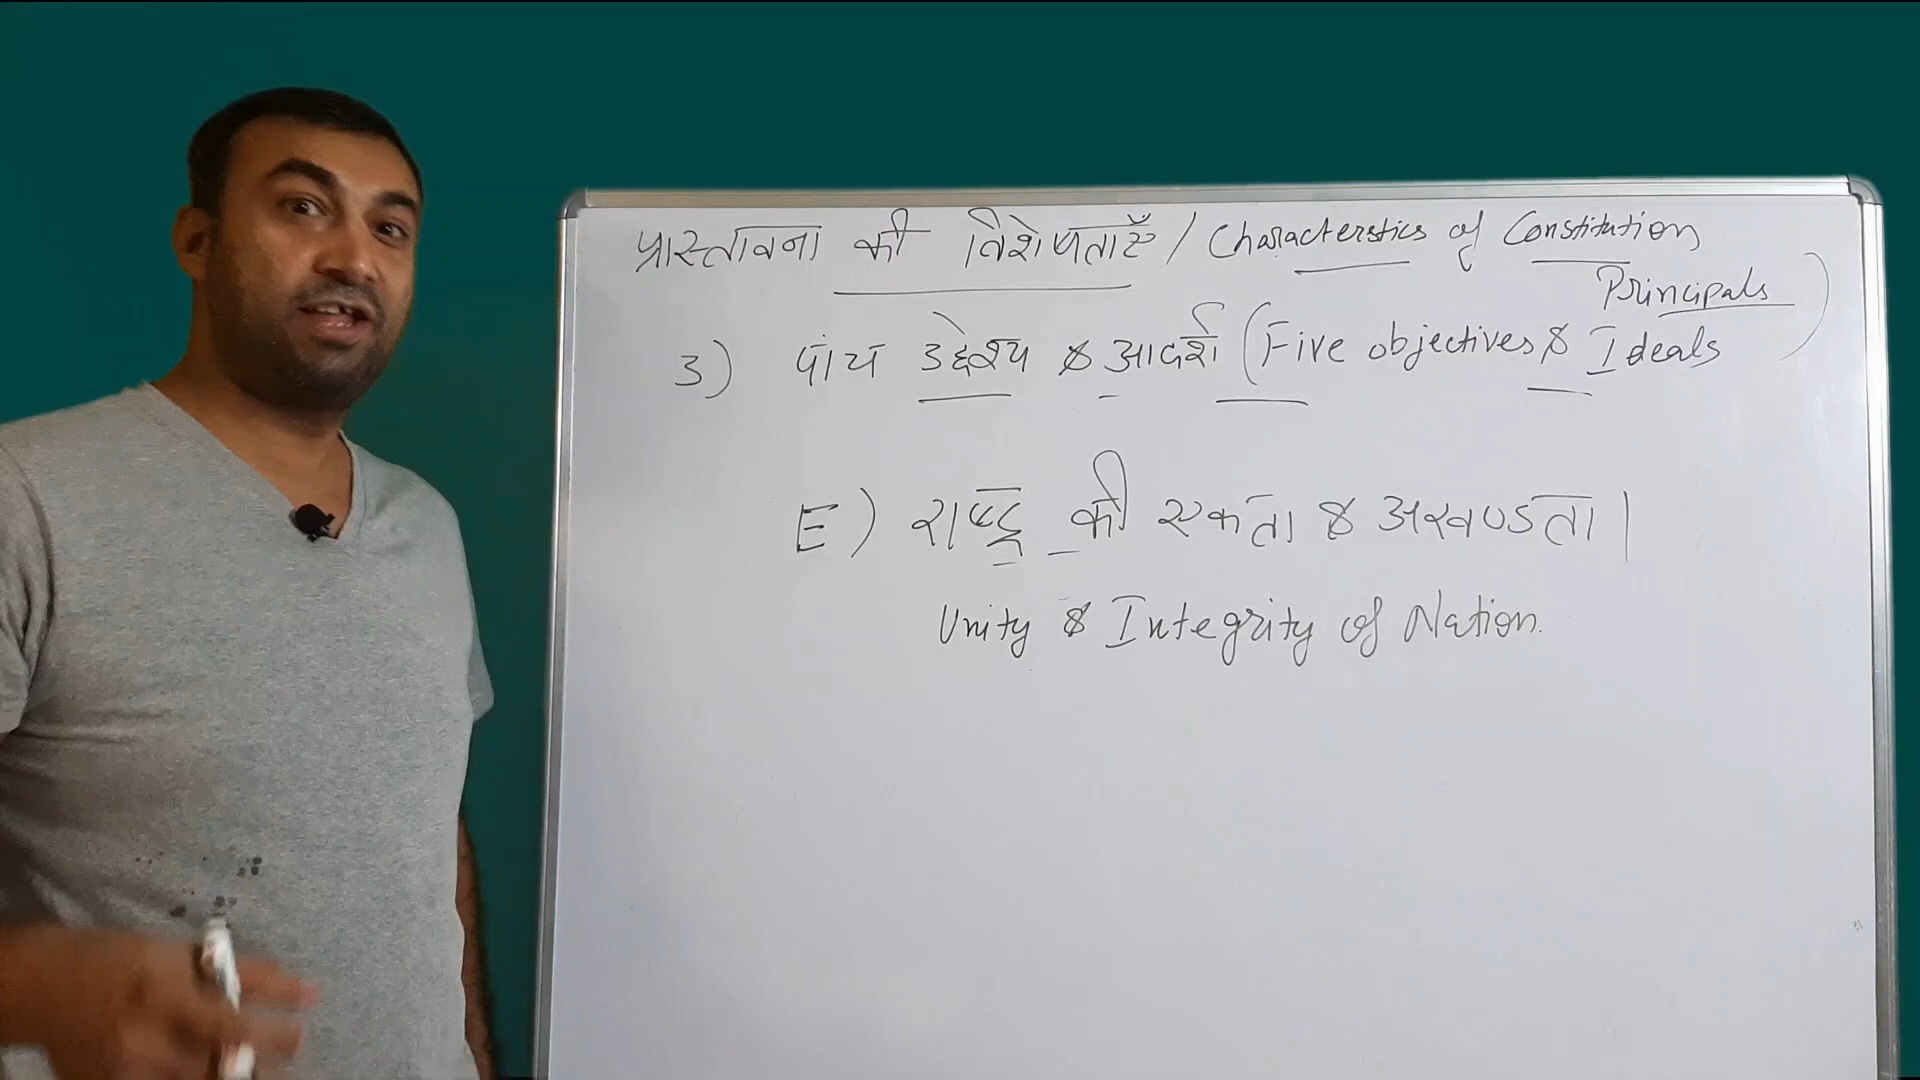 प्रास्तावना की विशेषताएँ / Characterstics of Constitution
Principals
3) पांच उद्देश्य & आदर्श (Five objectives & Ideals)
E) राष्ट्र की एकता & अखण्डता।
Unity & Integrity of Nation.